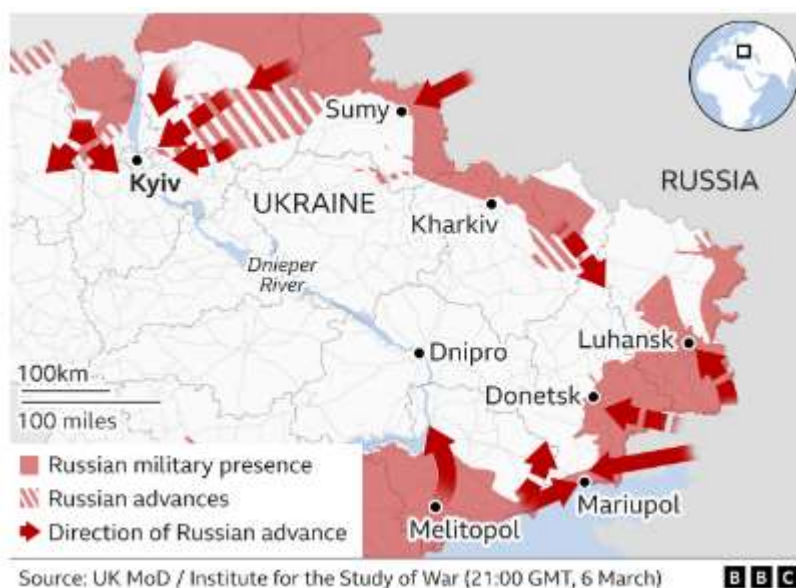 Sumy
Kyiv
RUSSIA
UKRAINE
Kharkiv
Dnieper
River
Luhansk
Dnipro
100km
100 miles
Donetsk
Russian military presence
Russian advances
Direction of Russian advance
Mariupol
Melitopol
Source: UK MoD / Institute for the Study of War (21:00 GMT, 6 March)
BBC